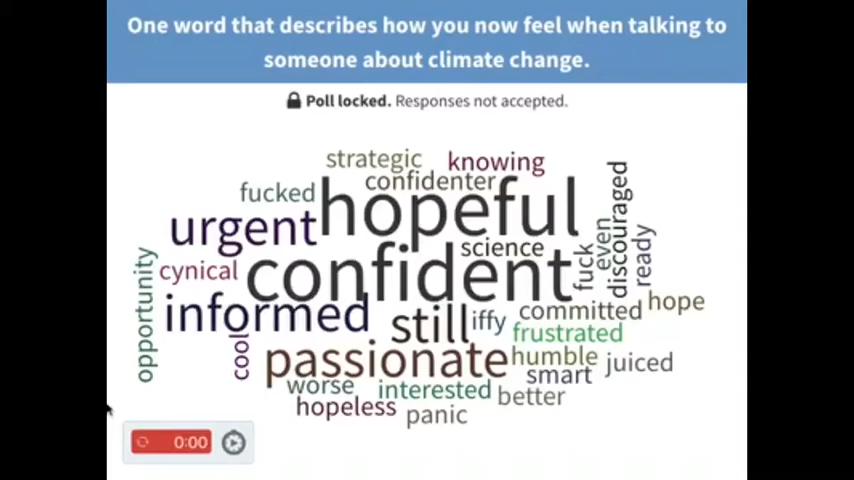 One word that describes how you now feel when talking to
someone about climate change.
Poll locked. Responses not accepted.
strategic
knowing
confidenter
fucked
hopeful
urgent
science
discouraged
even
ready
fuck
cynical
confident
opportunity
informed
still
iffy
committed
hope
frustrated
cool
passionate
humble
juiced
smart
worse
interested
better
hopeless
panic
0:00